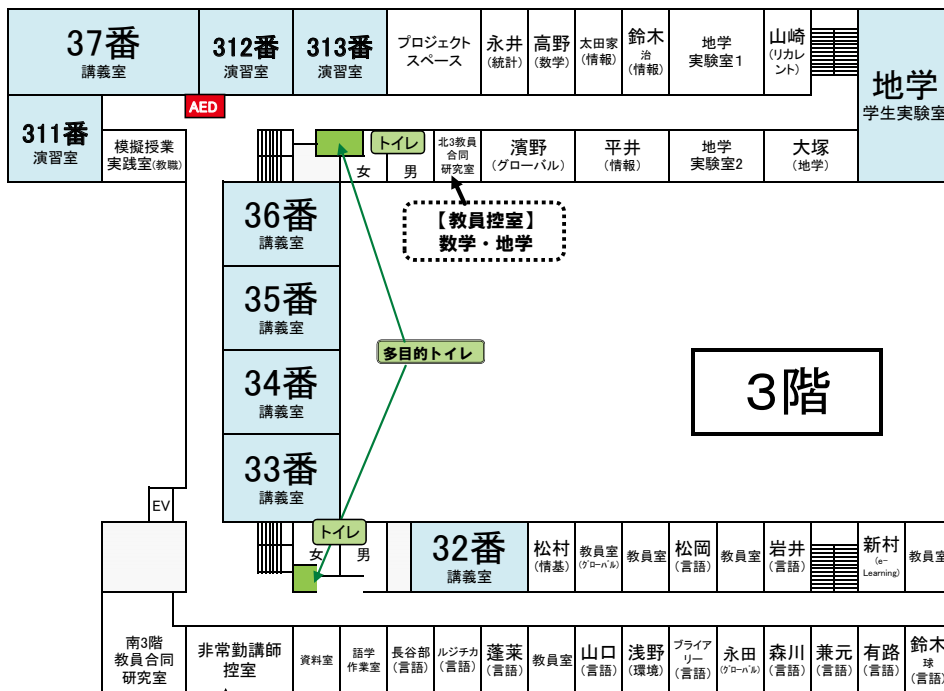 37番
講義室
312番
演習室
313番
演習室
プロジェクト
スペース
永井
(統計)
高野
(数学)
太田家
(情報)
鈴木
治
(情報)
地学
実験室1
山崎
(リカレ
ント)
地学
学生実験室
AED
311番
演習室
模擬授業
実践室(教職)
トイレ
女
男
北3教員
合同
研究室
濱野
(グローバル)
平井
(情報)
地学
実験室2
大塚
(地学)
【教員控室】
数学・地学
36番
講義室
35番
講義室
多目的トイレ
34番
講義室
3階
33番
講義室
EV
トイレ
女
男
32番
講義室
松村
(情基)
教員室
(グローバル)
教員室
松岡
(言語)
教員室
岩井
(言語)
新村
(e-
Learning)
教員室
南3階
教員合同
研究室
非常勤講師
控室
資料室
語学
作業室
長谷部
(言語)
ルジチカ
(言語)
蓬莱
(言語)
教員室
山口
(言語)
浅野
(環境)
ブライア
リー
(言語)
永田
(グローバル)
森川
(言語)
兼元
(言語)
有路
(言語)
鈴木
球
(言語)